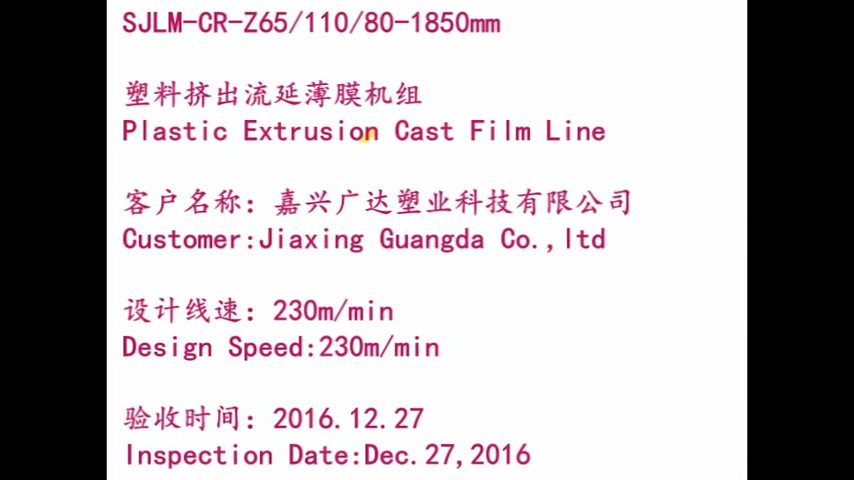 SJLM-CR-Z65/110/80-1850mm
塑料挤出流延薄膜机组
Plastic Extrusion Cast Film Line
客户名称：嘉兴广达塑业科技有限公司
Customer:Jiaxing Guangda Co.,ltd
设计线速：230m/min
Design Speed:230m/min
验收时间：2016.12.27
Inspection Date:Dec.27,2016